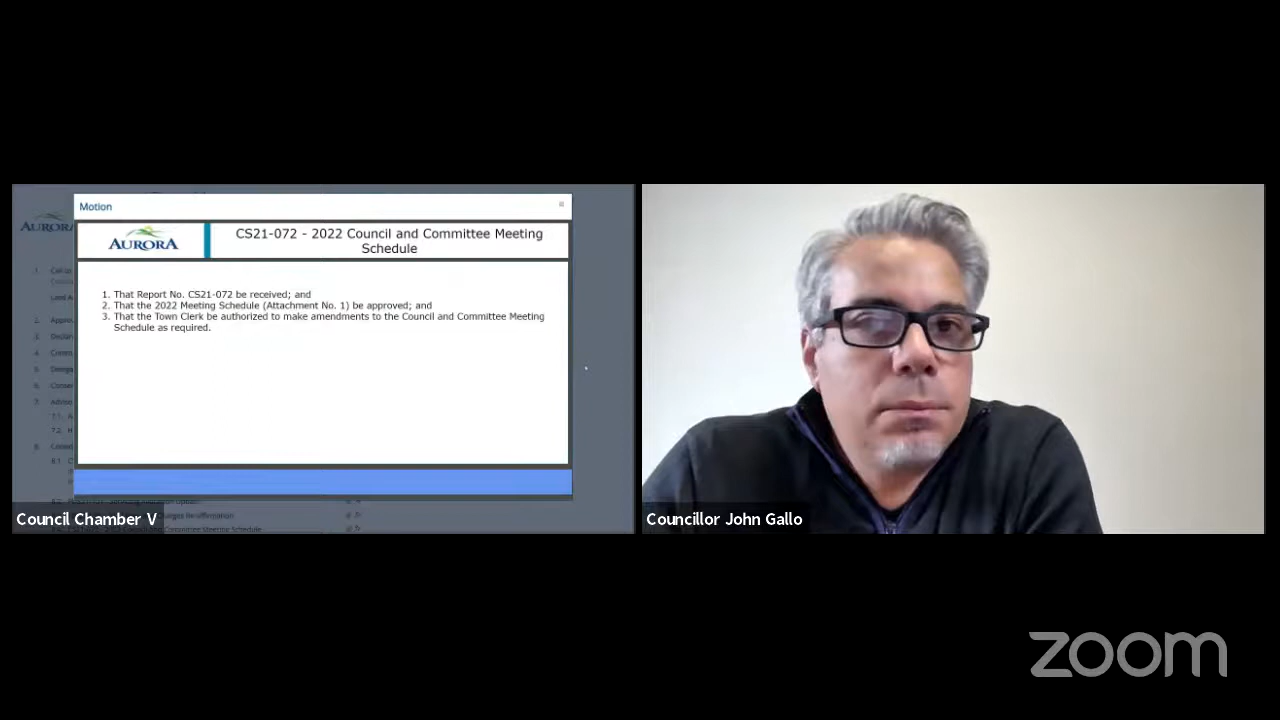 Motion
AURORA
CS21-072 - 2022 Council and Committee Meeting
Schedule
1. That Report No. CS21-072 be received; and
2. That the 2022 Meeting Schedule (Attachment No. 1) be approved; and
3. That the Town Clerk be authorized to make amendments to the Council and Committee Meeting
Schedule as required.
Council Chamber V
Councillor John Gallo
zoom